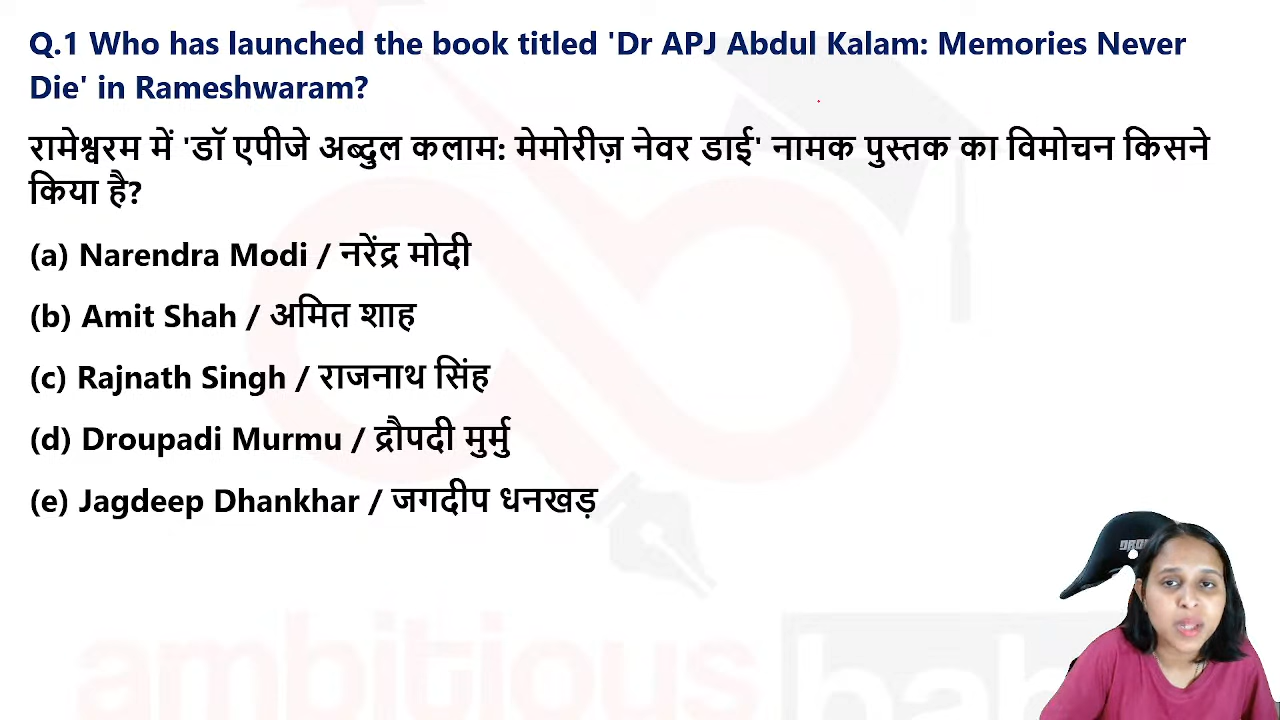 Q.1 Who has launched the book titled 'Dr APJ Abdul Kalam: Memories Never
Die' in Rameshwaram?
रामेश्वरम में 'डॉ एपीजे अब्दुल कलाम: मेमोरीज़ नेवर डाई' नामक पुस्तक का विमोचन किसने
किया है?
(a) Narendra Modi / नरेंद्र मोदी
(b) Amit Shah / अमित शाह
(c) Rajnath Singh / राजनाथ सिंह
(d) Droupadi Murmu / द्रौपदी मुर्मु
(e) Jagdeep Dhankhar / जगदीप धनखड़
ambitious